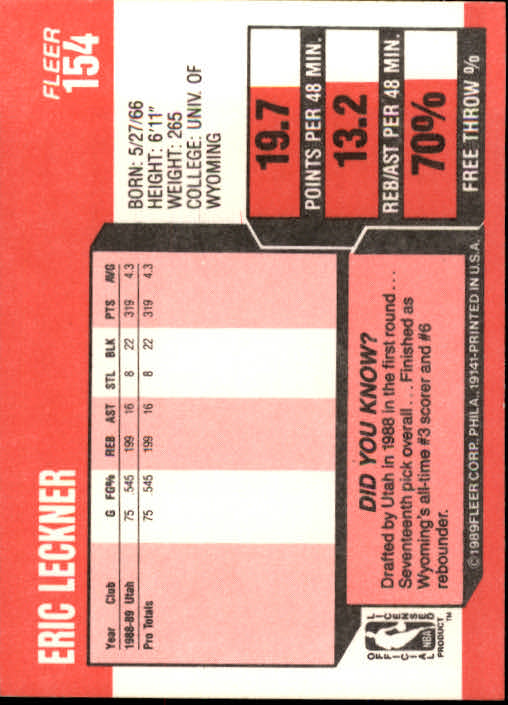 FLEER
154
ERIC LECKNER
BORN: 5/27/66
HEIGHT: 6'11"
WEIGHT: 265
COLLEGE: UNIV. OF
WYOMING
Year Club G FG% REB AST STL BLK PTS AVG
1988-89 Utah 75 .545 199 16 8 22 319 4.3
Pro Totals 75 .545 199 16 8 22 319 4.3
19.7
POINTS PER 48 MIN.
13.2
REB/AST PER 48 MIN.
70%
FREE THROW %
DID YOU KNOW?
Drafted by Utah in 1988 in the first round...
Seventeenth pick overall... Finished as
Wyoming's all-time #3 scorer and #6
rebounder.
OFFICIAL
LICENSED
NBA
PRODUCT™
©1989 FLEER CORP., PHILA., 19141-PRINTED IN U.S.A.